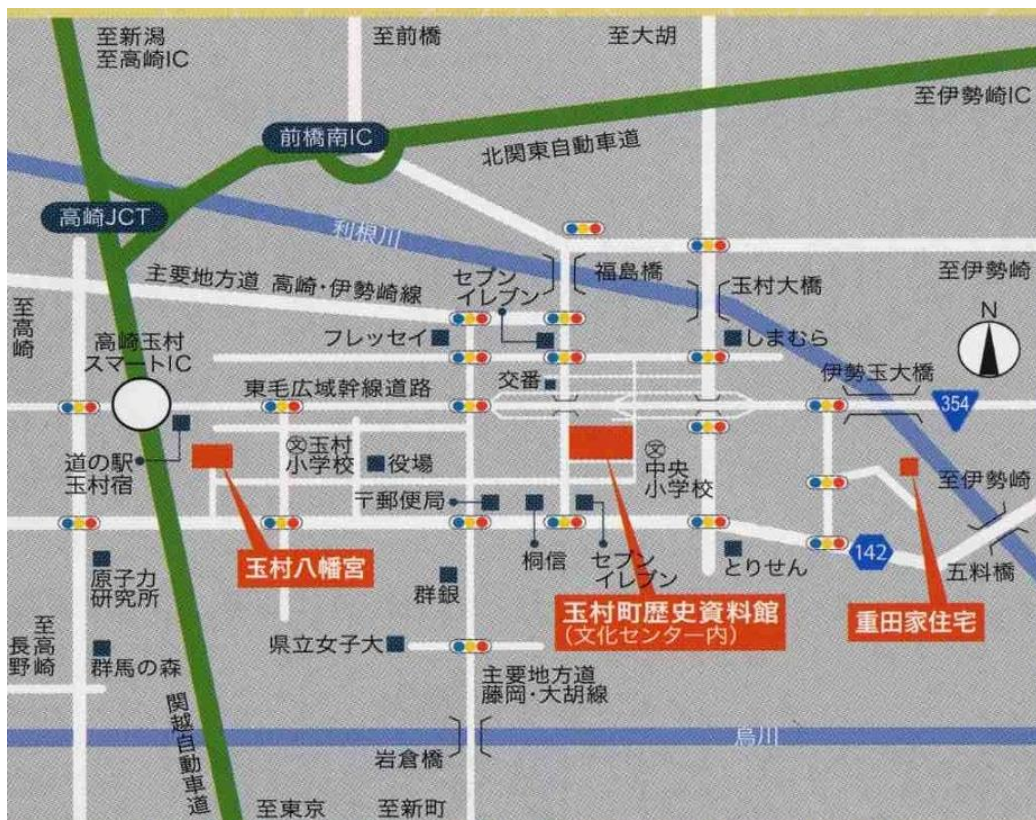 至新潟
至高崎IC
至前橋
至大胡
至伊勢崎IC
前橋南IC
北関東自動車道
高崎JCT
利根川
主要地方道 高崎・伊勢崎線
セブン
イレブン
福島橋
玉村大橋
至伊勢崎
至高崎
高崎玉村
スマートIC
フレッセイ
しまむら
N
交番
東毛広域幹線道路
伊勢玉大橋
354
道の駅
玉村宿
文玉村
小学校
役場
文
中央
小学校
至伊勢崎
〒郵便局
桐信
セブン
イレブン
とりせん
142
五料橋
原子力
研究所
玉村八幡宮
群銀
玉村町歴史資料館
(文化センター内)
重田家住宅
至高崎
長野
群馬の森
県立女子大
主要地方道
藤岡・大胡線
関越自動車道
岩倉橋
烏川
至東京
至新町